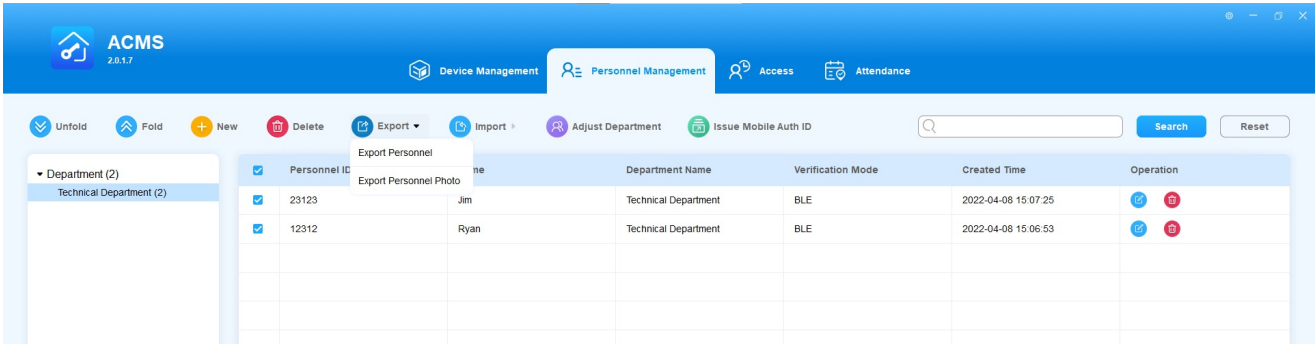 ACMS
2.0.1.7
Device Management Personnel Management Access Attendance
Unfold Fold New Delete Export Import Adjust Department Issue Mobile Auth ID Search Reset
Export Personnel
Export Personnel Photo
Department (2)
Technical Department (2)
Personnel ID me Department Name Verification Mode Created Time Operation
23123 Jim Technical Department BLE 2022-04-08 15:07:25
12312 Ryan Technical Department BLE 2022-04-08 15:06:53